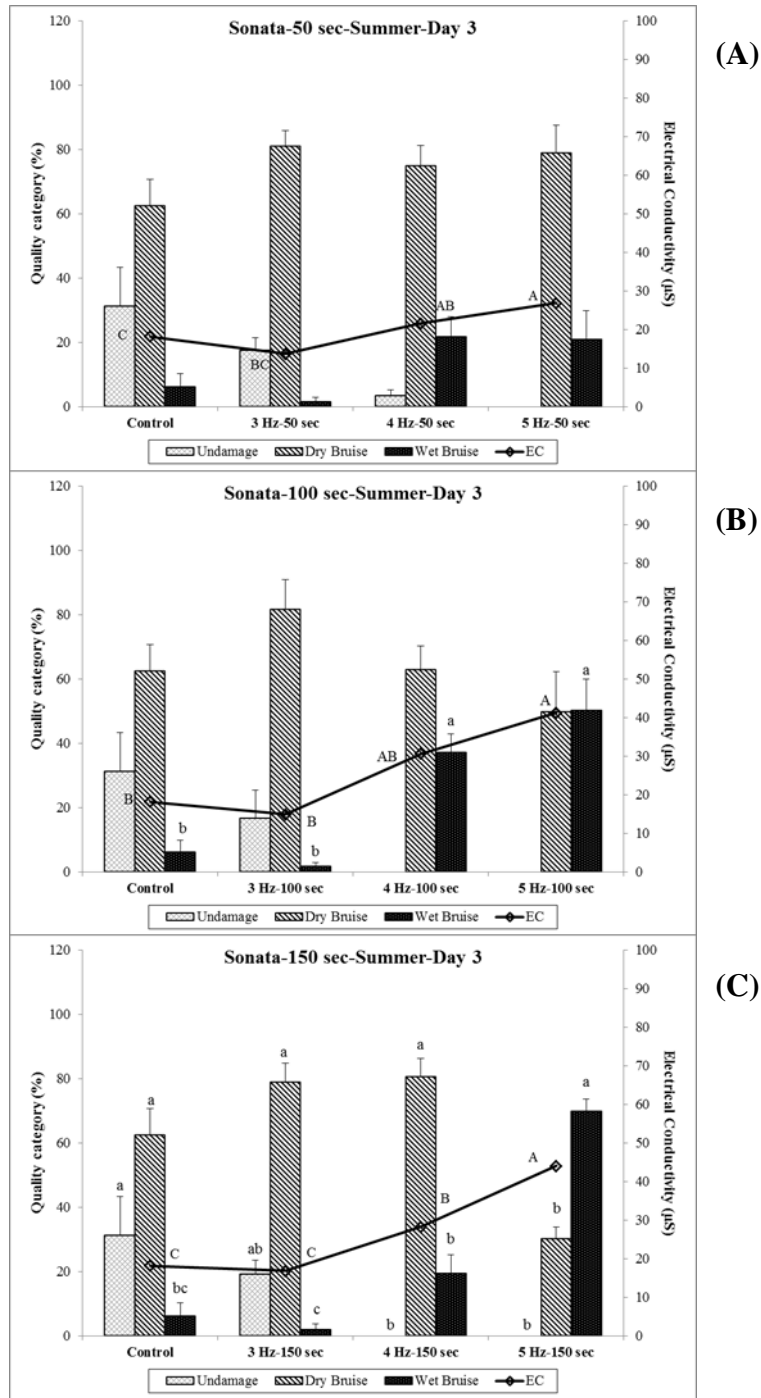 Sonata-50 sec-Summer-Day 3
(A)
120
100
80
60
40
20
0
Quality category (%)
100
90
80
70
60
50
40
30
20
10
0
Electrical Conductivity (µS)
C
BC
AB
A
Control
3 Hz-50 sec
4 Hz-50 sec
5 Hz-50 sec
Undamage
Dry Bruise
Wet Bruise
EC
Sonata-100 sec-Summer-Day 3
(B)
120
100
80
60
40
20
0
Quality category (%)
100
90
80
70
60
50
40
30
20
10
0
Electrical Conductivity (µS)
B
b
B
b
AB
a
A
a
Control
3 Hz-100 sec
4 Hz-100 sec
5 Hz-100 sec
Undamage
Dry Bruise
Wet Bruise
EC
Sonata-150 sec-Summer-Day 3
(C)
120
100
80
60
40
20
0
Quality category (%)
100
90
80
70
60
50
40
30
20
10
0
Electrical Conductivity (µS)
a
a
C
bc
ab
a
C
c
b
a
B
b
b
A
b
a
Control
3 Hz-150 sec
4 Hz-150 sec
5 Hz-150 sec
Undamage
Dry Bruise
Wet Bruise
EC